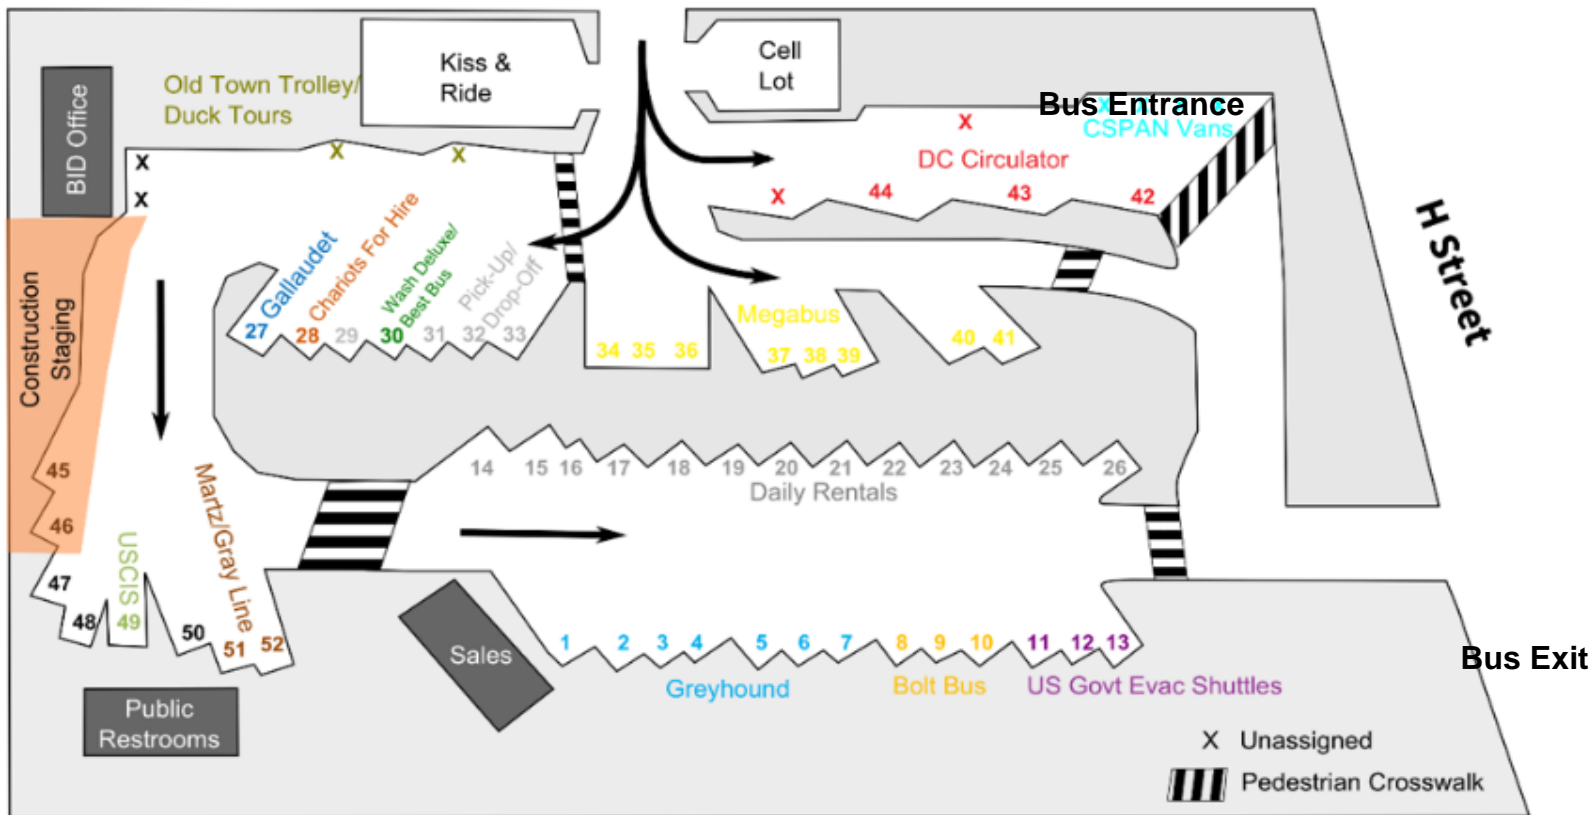 Kiss &
Ride
Cell
Lot
BID Office
Old Town Trolley/
Duck Tours
X
X
X
X
Bus Entrance
X
CSPAN Vans
X
DC Circulator
X
44
43
42
H Street
Construction
Staging
Gallaudet
Chariots For Hire
Wash Deluxe/
Best Bus
Pick-Up/
Drop-Off
27
28
29
30
31
32
33
34
35
36
Megabus
37
38
39
40
41
45
46
47
48
USCIS
49
50
Martz/Gray Line
51
52
14
15
16
17
18
19
20
21
22
23
24
25
26
Daily Rentals
Sales
1
2
3
4
5
6
7
8
9
10
11
12
13
Greyhound
Bolt Bus
US Govt Evac Shuttles
Bus Exit
Public
Restrooms
X Unassigned
Pedestrian Crosswalk